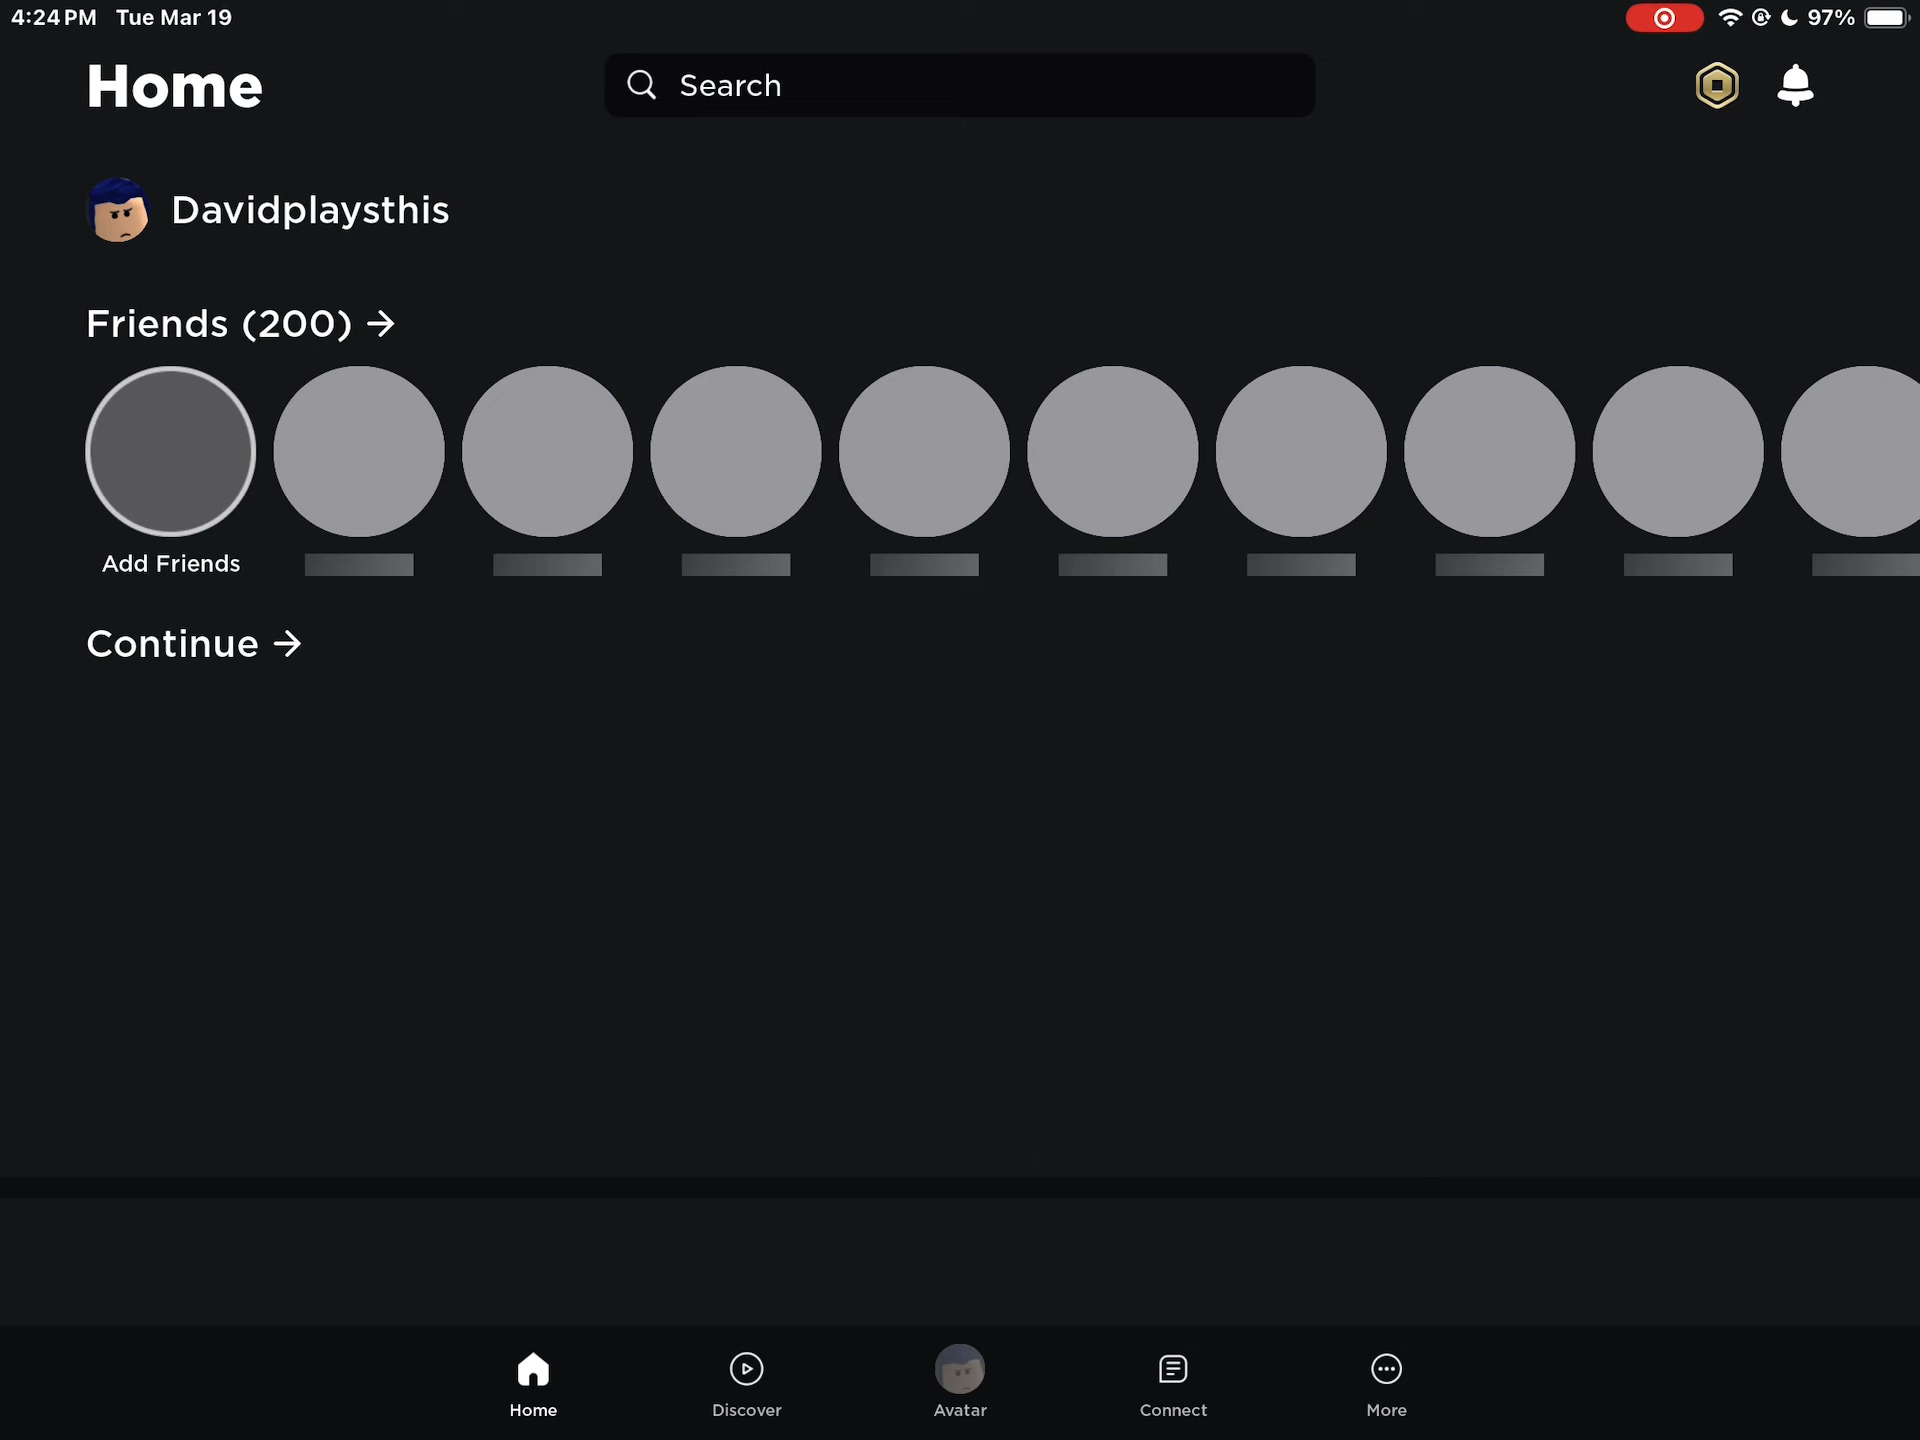 4:24 PM Tue Mar 19
97%
Home
Search
Davidplaysthis
Friends (200) →
Add Friends
Continue →
Home
Discover
Avatar
Connect
More